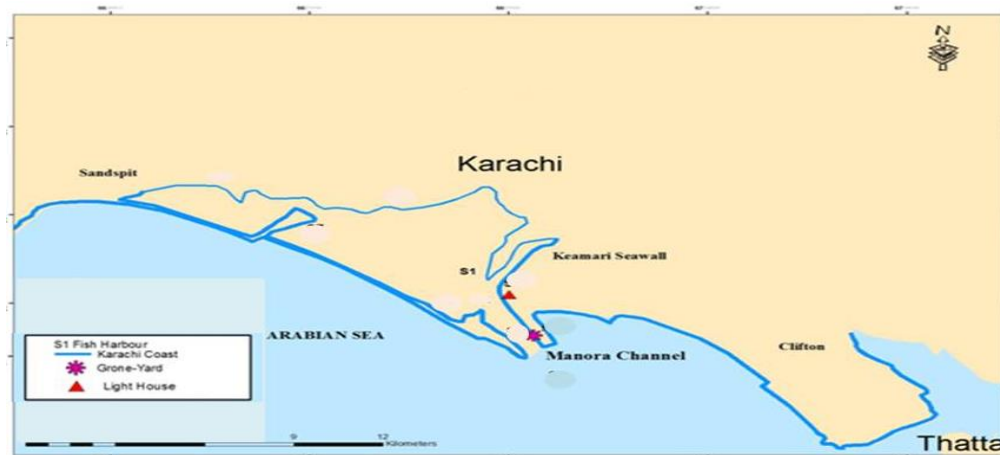 N
Karachi
Sandspit
Keamari Seawall
S1
ARABIAN SEA
Manora Channel
Clifton
S1 Fish Harbour
Karachi Coast
Grone-Yard
Light House
9 12
Kilometers
Thatta